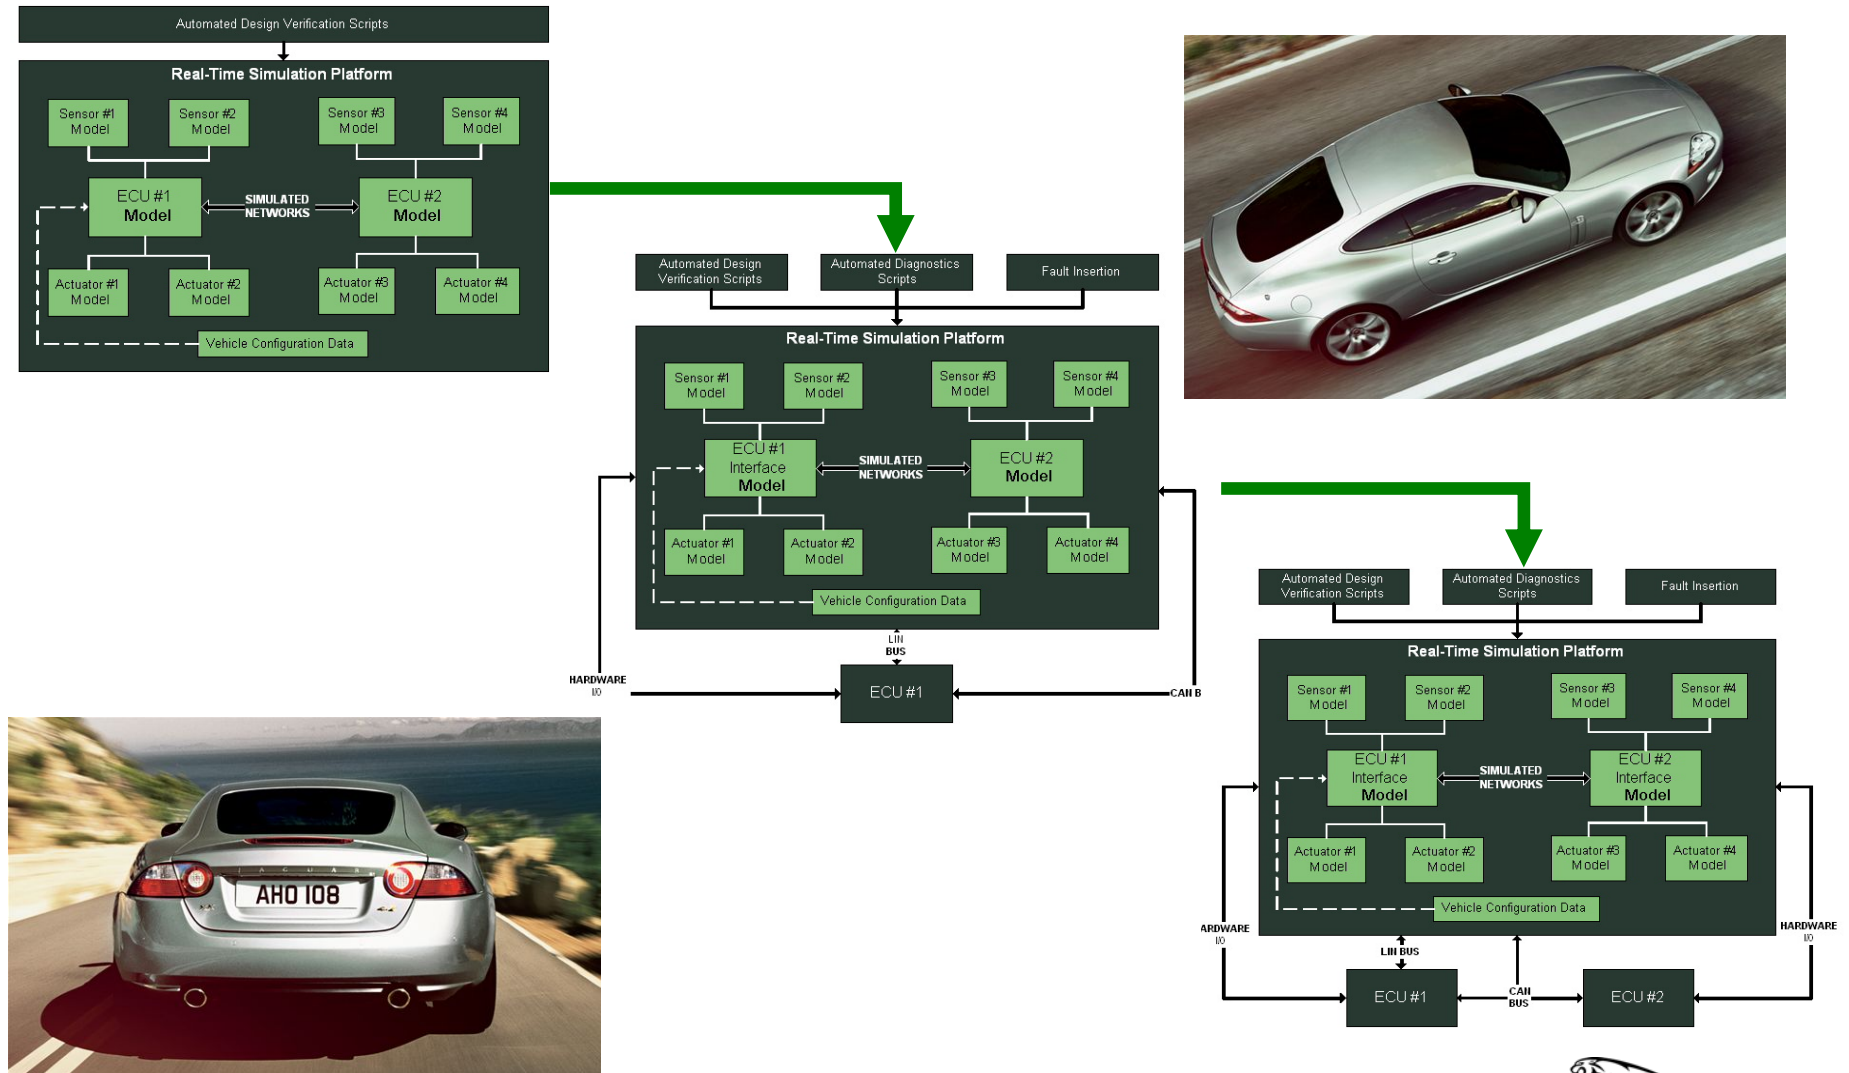 Automated Design Verification Scripts
Real-Time Simulation Platform
Sensor #1
Model
Sensor #2
Model
Sensor #3
Model
Sensor #4
Model
ECU #1
Model
SIMULATED
NETWORKS
ECU #2
Model
Actuator #1
Model
Actuator #2
Model
Actuator #3
Model
Actuator #4
Model
Vehicle Configuration Data
Automated Design
Verification Scripts
Automated Diagnostics
Scripts
Fault Insertion
Real-Time Simulation Platform
Sensor #1
Model
Sensor #2
Model
Sensor #3
Model
Sensor #4
Model
ECU #1
Interface
Model
SIMULATED
NETWORKS
ECU #2
Model
Actuator #1
Model
Actuator #2
Model
Actuator #3
Model
Actuator #4
Model
Vehicle Configuration Data
LIN
BUS
HARDWARE
I/O
ECU #1
CAN B
Automated Design
Verification Scripts
Automated Diagnostics
Scripts
Fault Insertion
Real-Time Simulation Platform
Sensor #1
Model
Sensor #2
Model
Sensor #3
Model
Sensor #4
Model
ECU #1
Interface
Model
SIMULATED
NETWORKS
ECU #2
Interface
Model
Actuator #1
Model
Actuator #2
Model
Actuator #3
Model
Actuator #4
Model
Vehicle Configuration Data
ARDWARE
I/O
LIN BUS
HARDWARE
I/O
ECU #1
CAN
BUS
ECU #2
JAGUAR
AHO 108